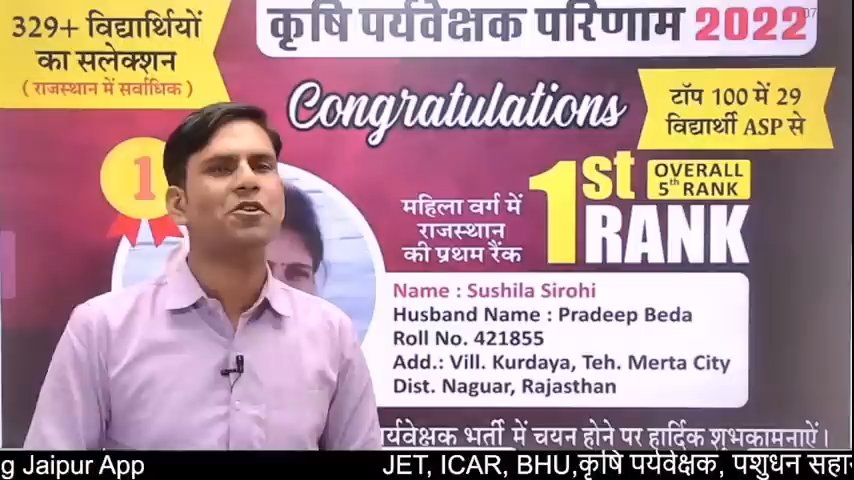 329+ विद्यार्थियों
का सलेक्शन
( राजस्थान में सर्वाधिक )
कृषि पर्यवेक्षक परिणाम 2022
07
Congratulations
टॉप 100 में 29
विद्यार्थी ASP से
1
महिला वर्ग में
राजस्थान
की प्रथम रैंक
1st
RANK
OVERALL
5th RANK
Name : Sushila Sirohi
Husband Name : Pradeep Beda
Roll No. 421855
Add.: Vill. Kurdaya, Teh. Merta City
Dist. Naguar, Rajasthan
र्यवेक्षक भर्ती में चयन होने पर हार्दिक शुभकामनाऐं।
g Jaipur App JET, ICAR, BHU,कृषि पर्यवेक्षक, पशुधन सहा